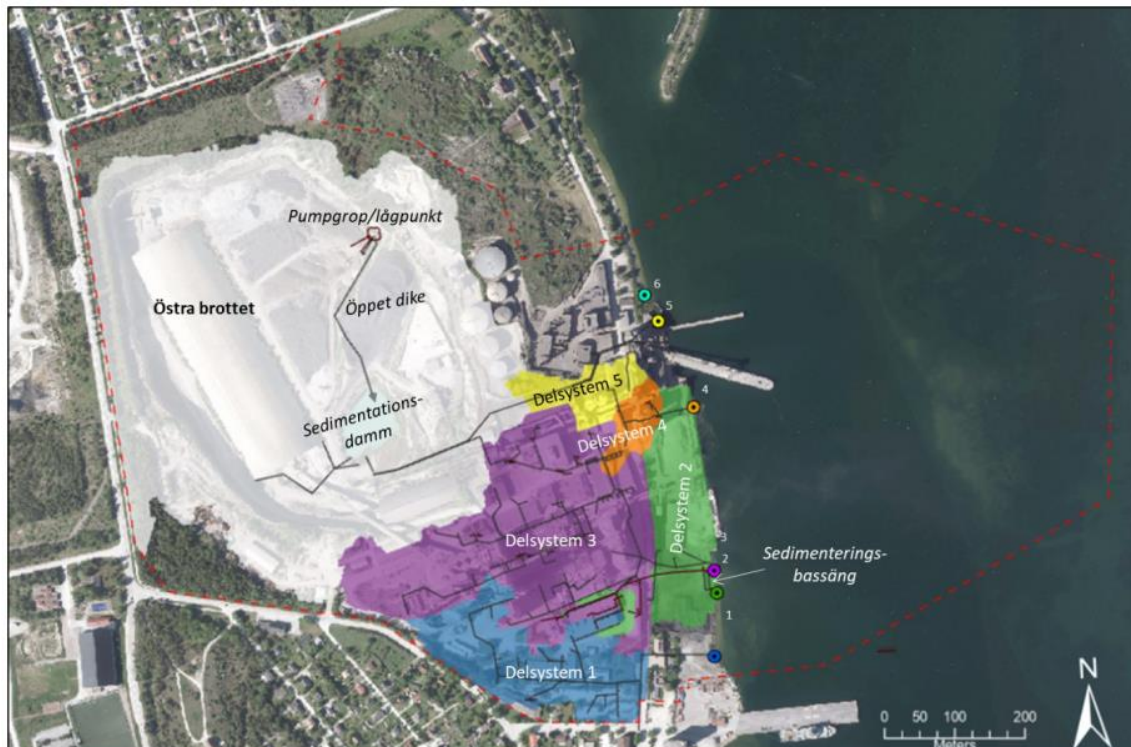 Pumpgrop/lågpunkt
Östra brottet
Öppet dike
6
5
Delsystem 5
4
Sedimentations-
damm
Delsystem 4
Delsystem 2
Delsystem 3
3
2
Sedimenterings-
bassäng
1
Delsystem 1
N
0 50 100 200
Meters